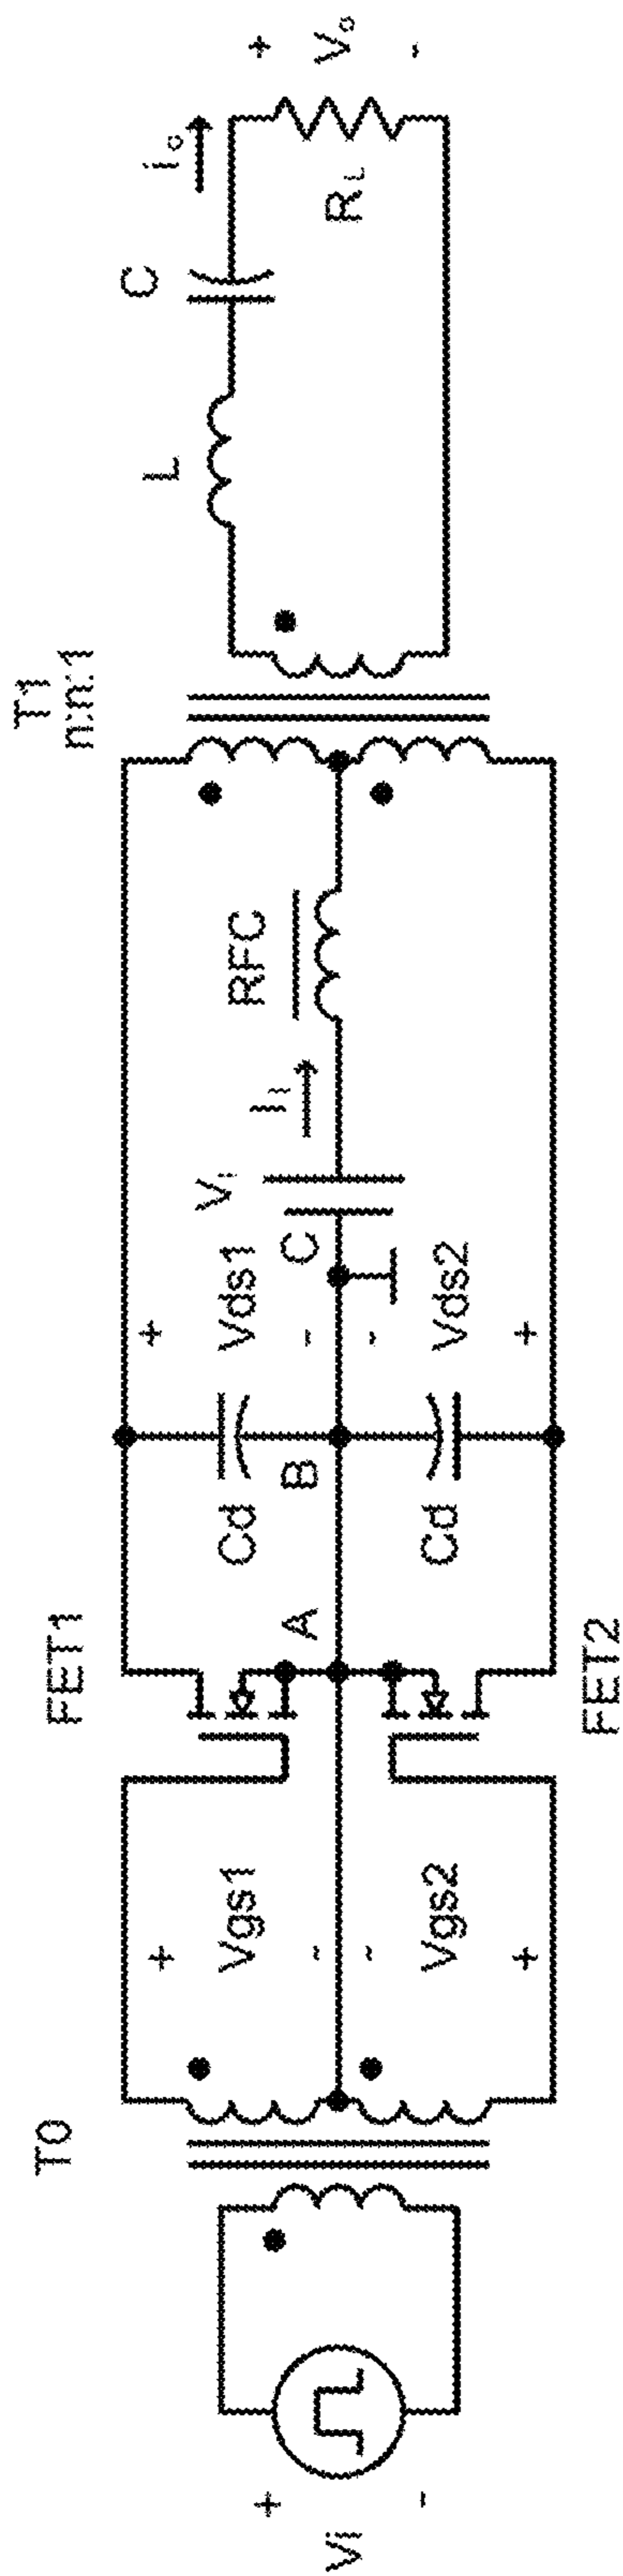 Vi
+
-
T0
+
Vgs1
-
-
Vgs2
+
FET1
FET2
A
Cd
B
Cd
+
Vds1
-
-
Vds2
+
C
VI
II
RFC
T1
n:n:1
L
C
io
RL
+
Vo
-